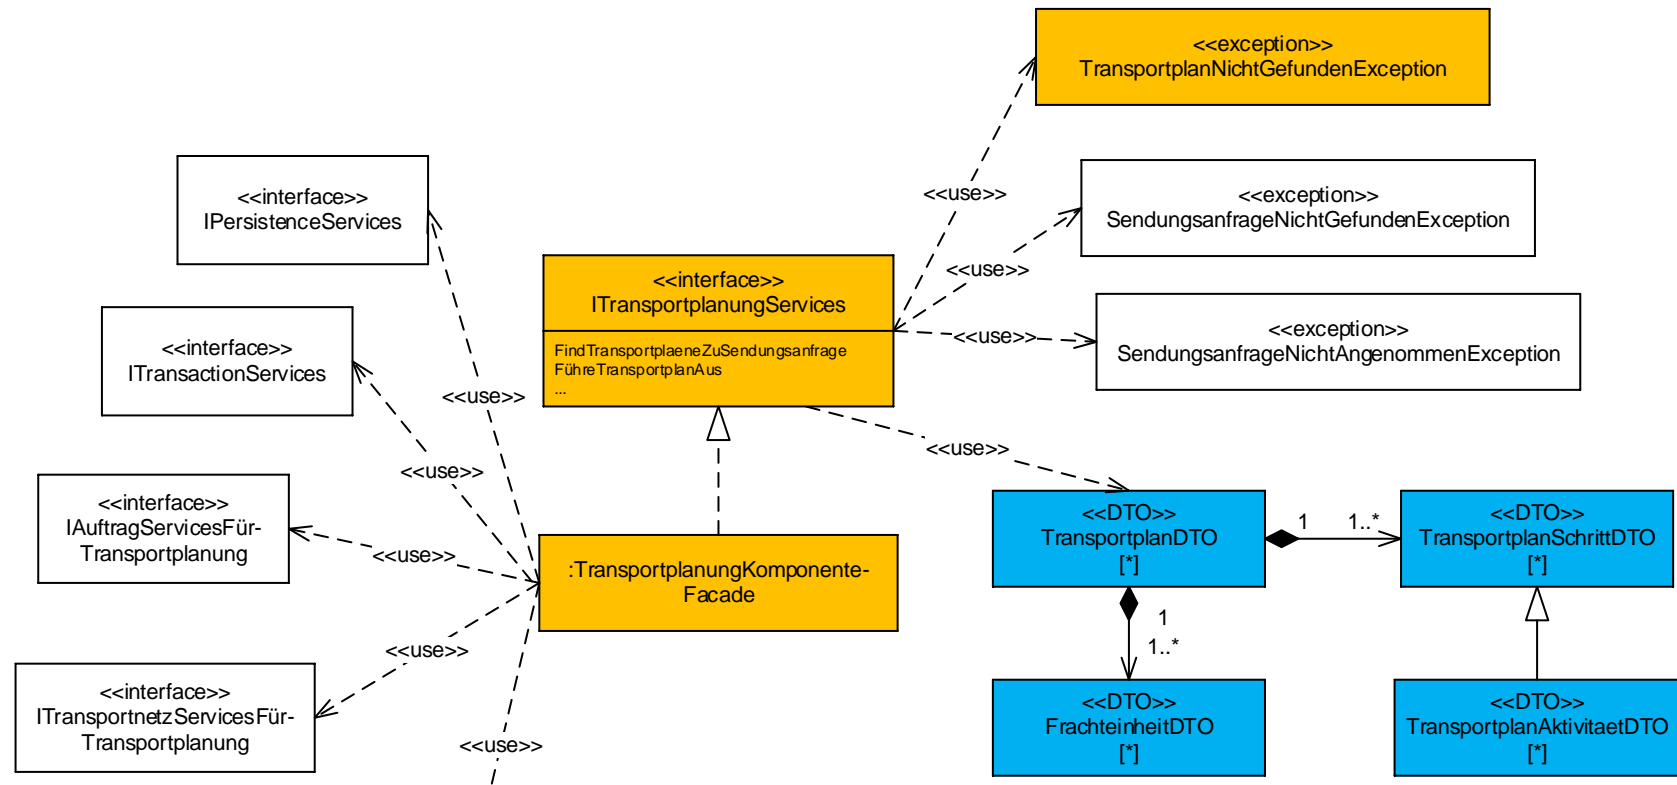 <<exception>>
TransportplanNichtGefundenException
<<interface>>
IPersistenceServices
<<use>>
<<exception>>
SendungsanfrageNichtGefundenException
<<use>>
<<interface>>
ITransportplanungServices
FindTransportplaeneZuSendungsanfrage
FühreTransportplanAus
...
<<use>>
<<exception>>
SendungsanfrageNichtAngenommenException
<<interface>>
ITransactionServices
<<use>>
<<use>>
<<use>>
<<interface>>
IAuftragServicesFür-
Transportplanung
<<use>>
:TransportplanungKomponente-
Facade
<<DTO>>
TransportplanDTO
[*]
1
1..*
<<DTO>>
TransportplanSchrittDTO
[*]
1
1..*
<<use>>
<<interface>>
ITransportnetzServicesFür-
Transportplanung
<<use>>
<<DTO>>
FrachteinheitDTO
[*]
<<DTO>>
TransportplanAktivitaetDTO
[*]